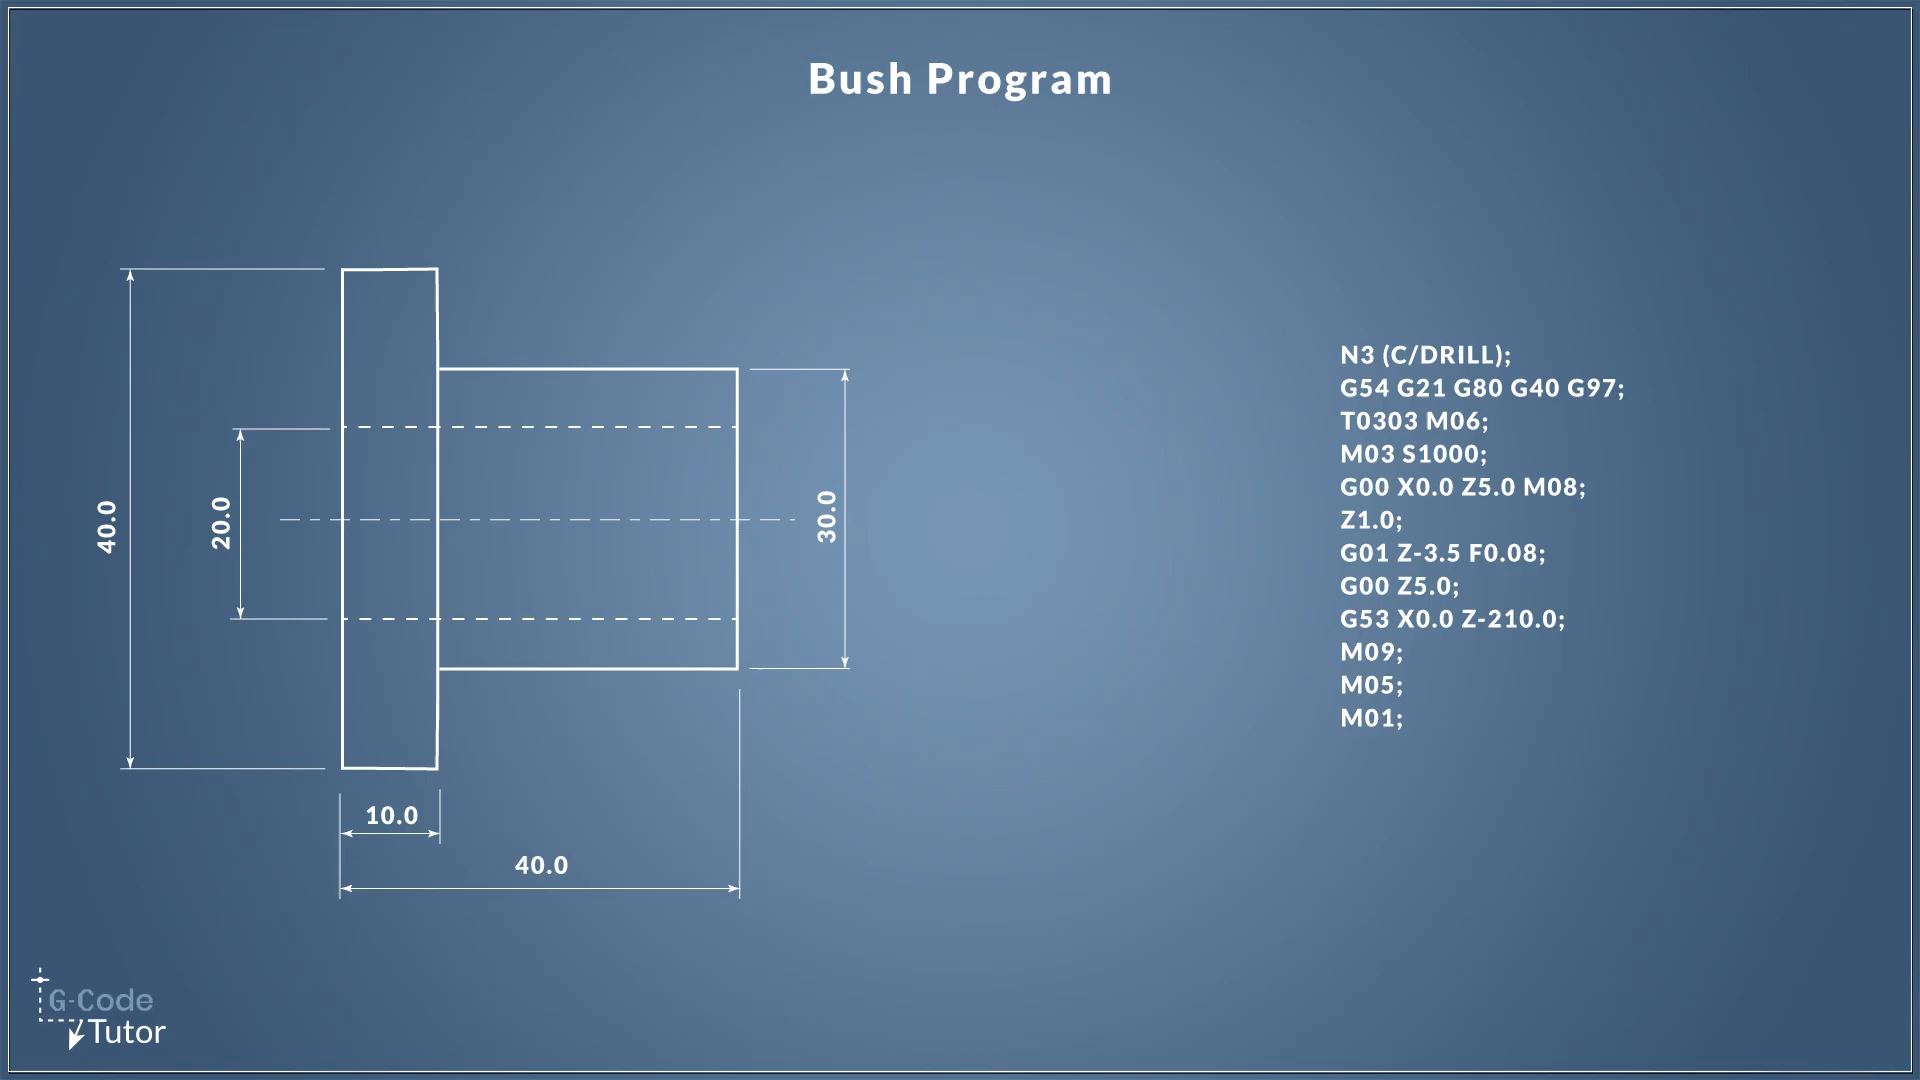 Bush Program
N3 (C/DRILL);
G54 G21 G80 G40 G97;
T0303 M06;
M03 S1000;
G00 X0.0 Z5.0 M08;
Z1.0;
G01 Z-3.5 F0.08;
G00 Z5.0;
G53 X0.0 Z-210.0;
M09;
M05;
M01;
40.0
20.0
30.0
10.0
40.0
G-Code
Tutor